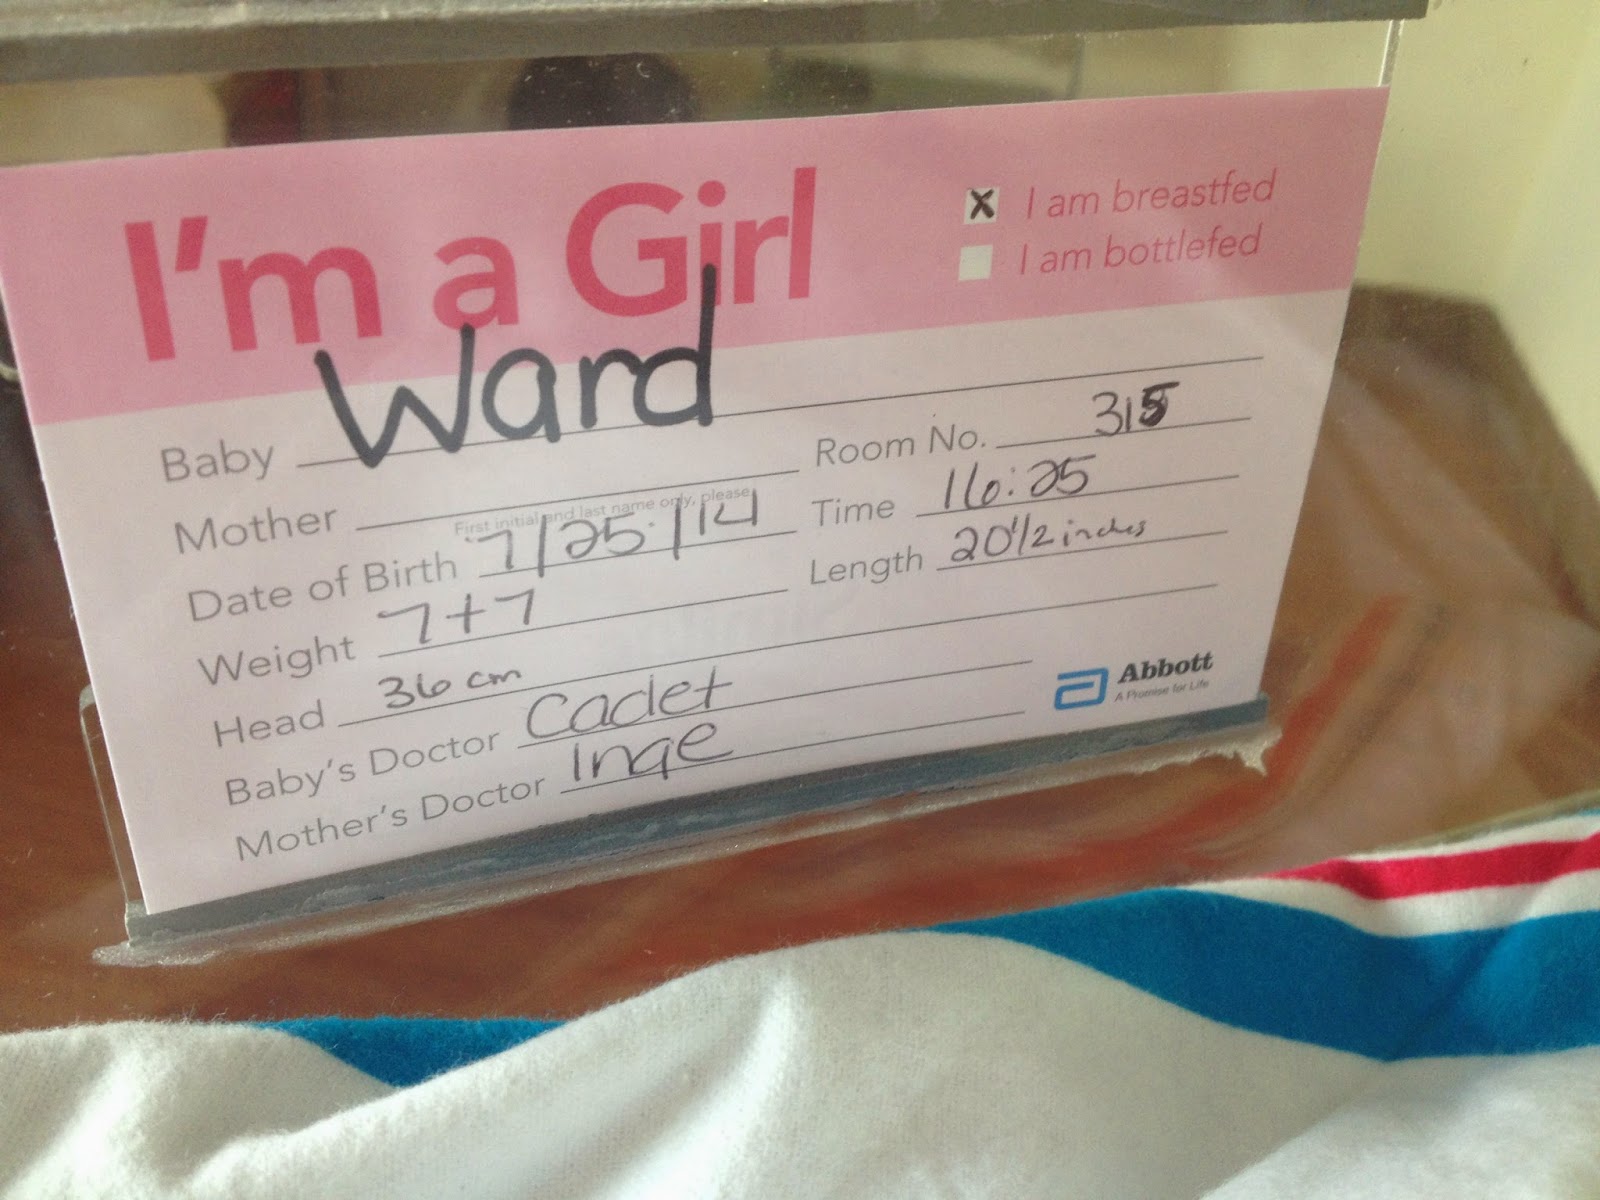 I'm a Girl
X I am breastfed
I am bottlefed
Baby Ward
Room No. 315
Mother
First initial and last name only, please
Time 16:25
Date of Birth 7/25/14
Length 20 1/2 inches
Weight 7+7
Head 36 cm
Baby's Doctor Cadet
Mother's Doctor Inge
Abbott
A Promise for Life